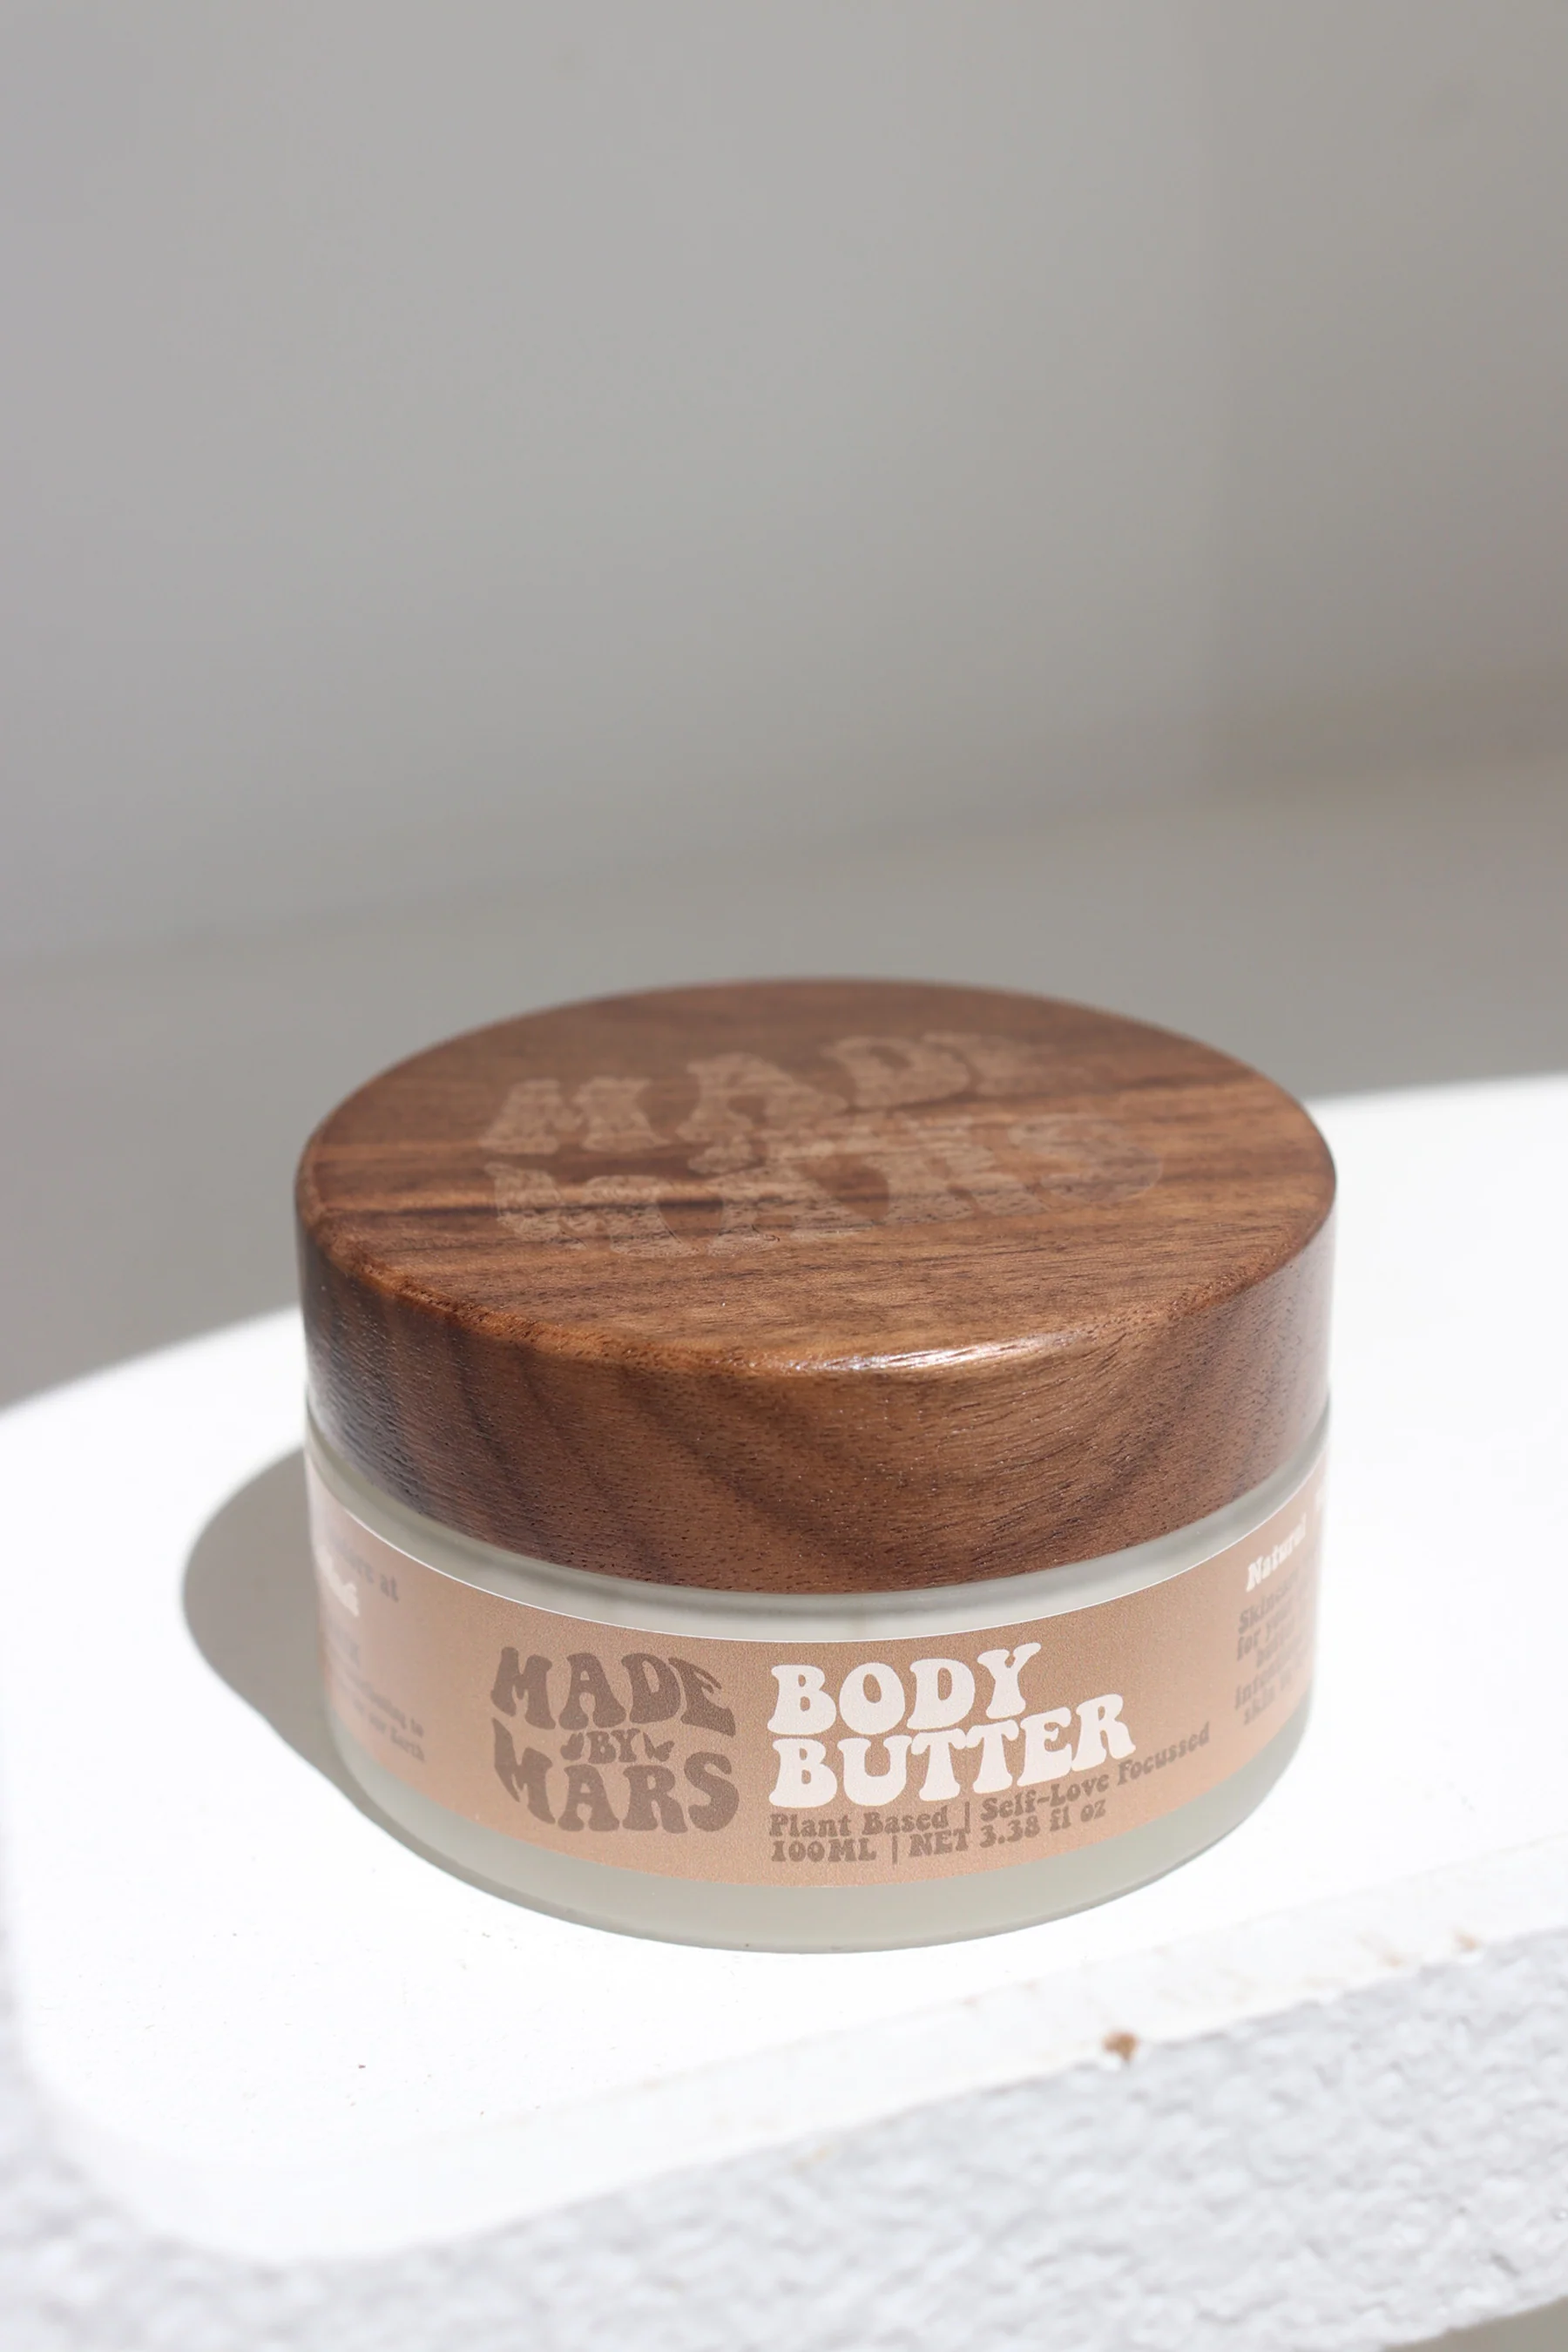 MADE
BY
MARS
MADE
BY
MARS
BODY
BUTTER
Plant Based | Self-Love Focussed
100ML | NET 3.38 fl oz
Natural
for